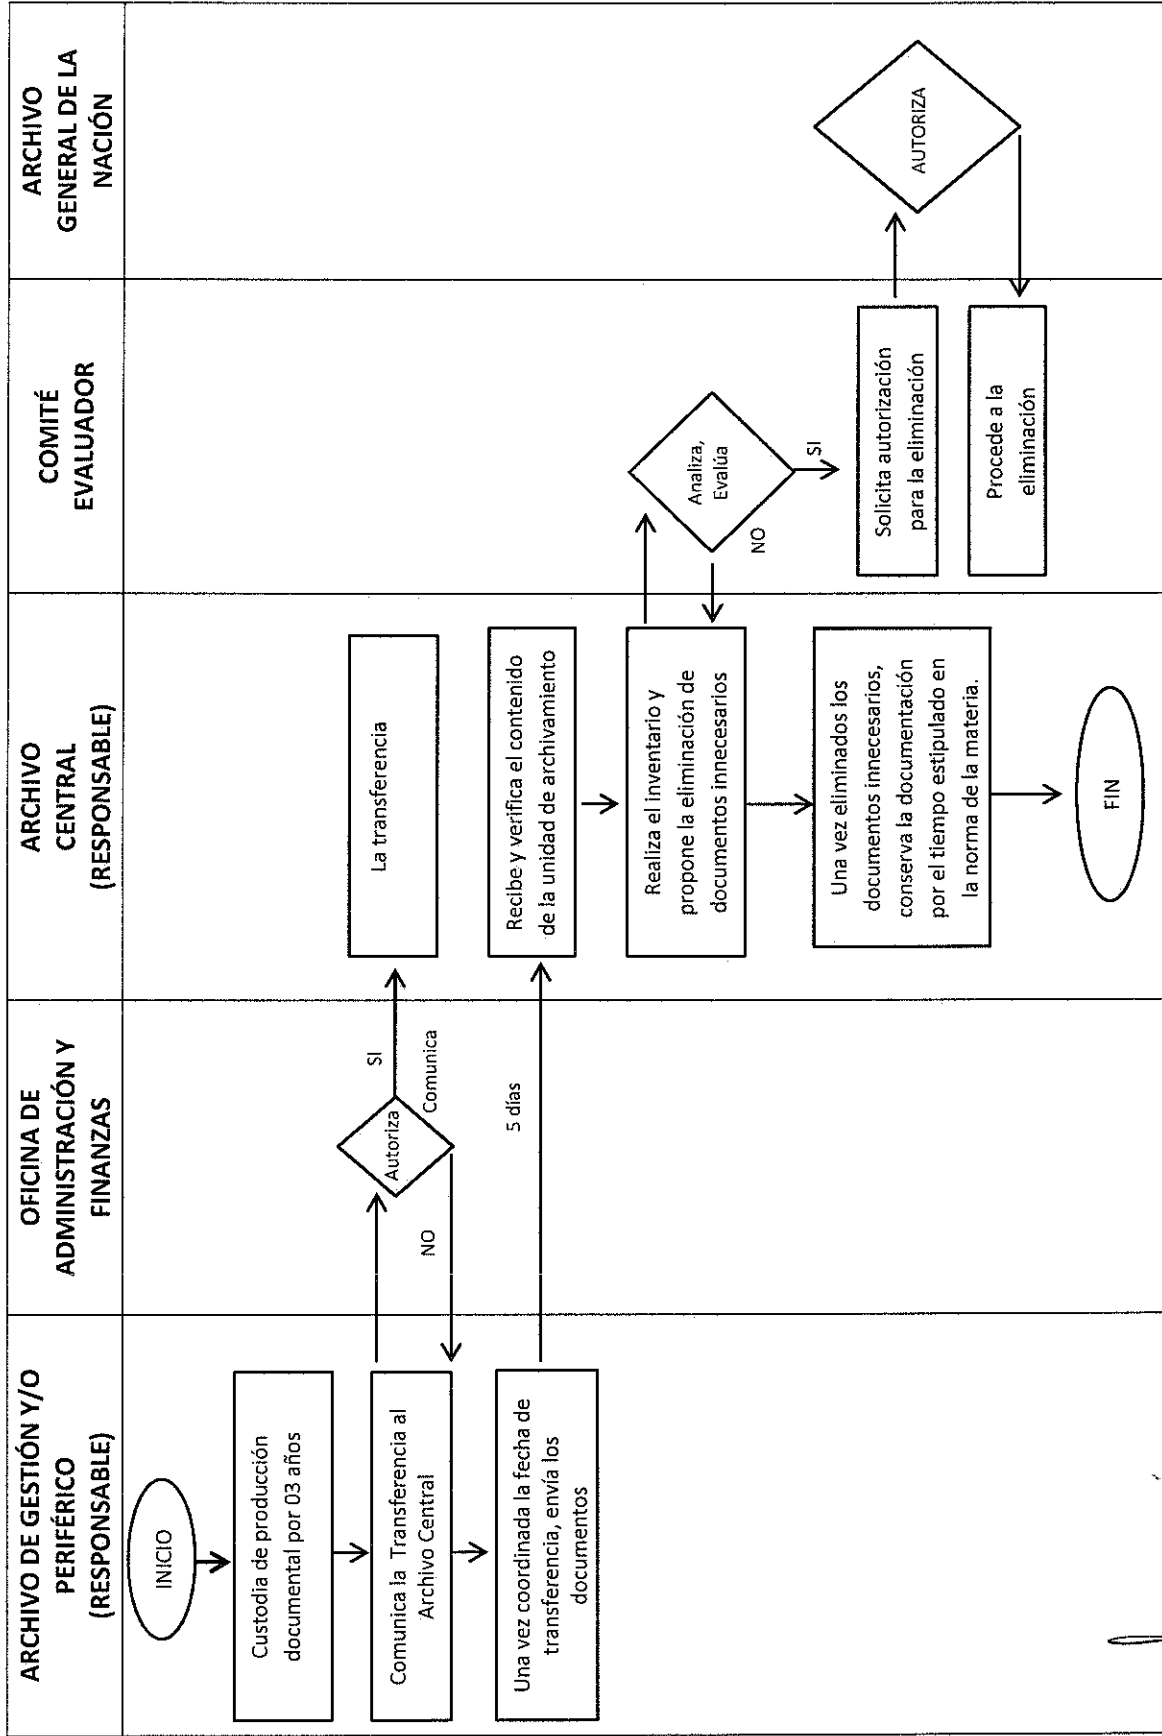 ARCHIVO DE GESTIÓN Y/O
PERIFÉRICO
(RESPONSABLE)
OFICINA DE
ADMINISTRACIÓN Y
FINANZAS
ARCHIVO
CENTRAL
(RESPONSABLE)
COMITÉ
EVALUADOR
ARCHIVO
GENERAL DE LA
NACIÓN
INICIO
Custodia de producción
documental por 03 años
Comunica la Transferencia al
Archivo Central
Una vez coordinada la fecha de
transferencia, envía los
documentos
Autoriza
SI
Comunica
NO
5 días
La transferencia
Recibe y verifica el contenido
de la unidad de archivamiento
Realiza el inventario y
propone la eliminación de
documentos innecesarios
Una vez eliminados los
documentos innecesarios,
conserva la documentación
por el tiempo estipulado en
la norma de la materia.
FIN
Analiza,
Evalúa
NO
SI
Solicita autorización
para la eliminación
Procede a la
eliminación
AUTORIZA